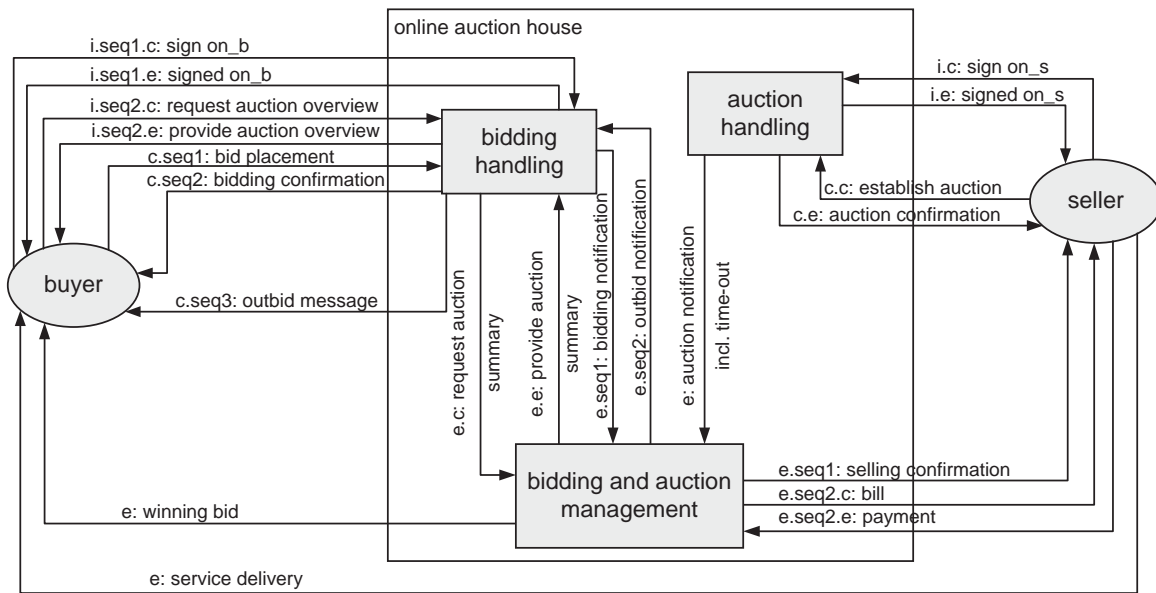 online auction house
i.seq1.c: sign on_b
i.seq1.e: signed on_b
i.seq2.c: request auction overview
i.seq2.e: provide auction overview
c.seq1: bid placement
c.seq2: bidding confirmation
bidding
handling
auction
handling
i.c: sign on_s
i.e: signed on_s
c.c: establish auction
c.e: auction confirmation
seller
buyer
c.seq3: outbid message
e.c: request auction
summary
e.e: provide auction
summary
e.seq1: bidding notification
e.seq2: outbid notification
e: auction notification
incl. time-out
bidding and auction
management
e.seq1: selling confirmation
e.seq2.c: bill
e.seq2.e: payment
e: winning bid
e: service delivery